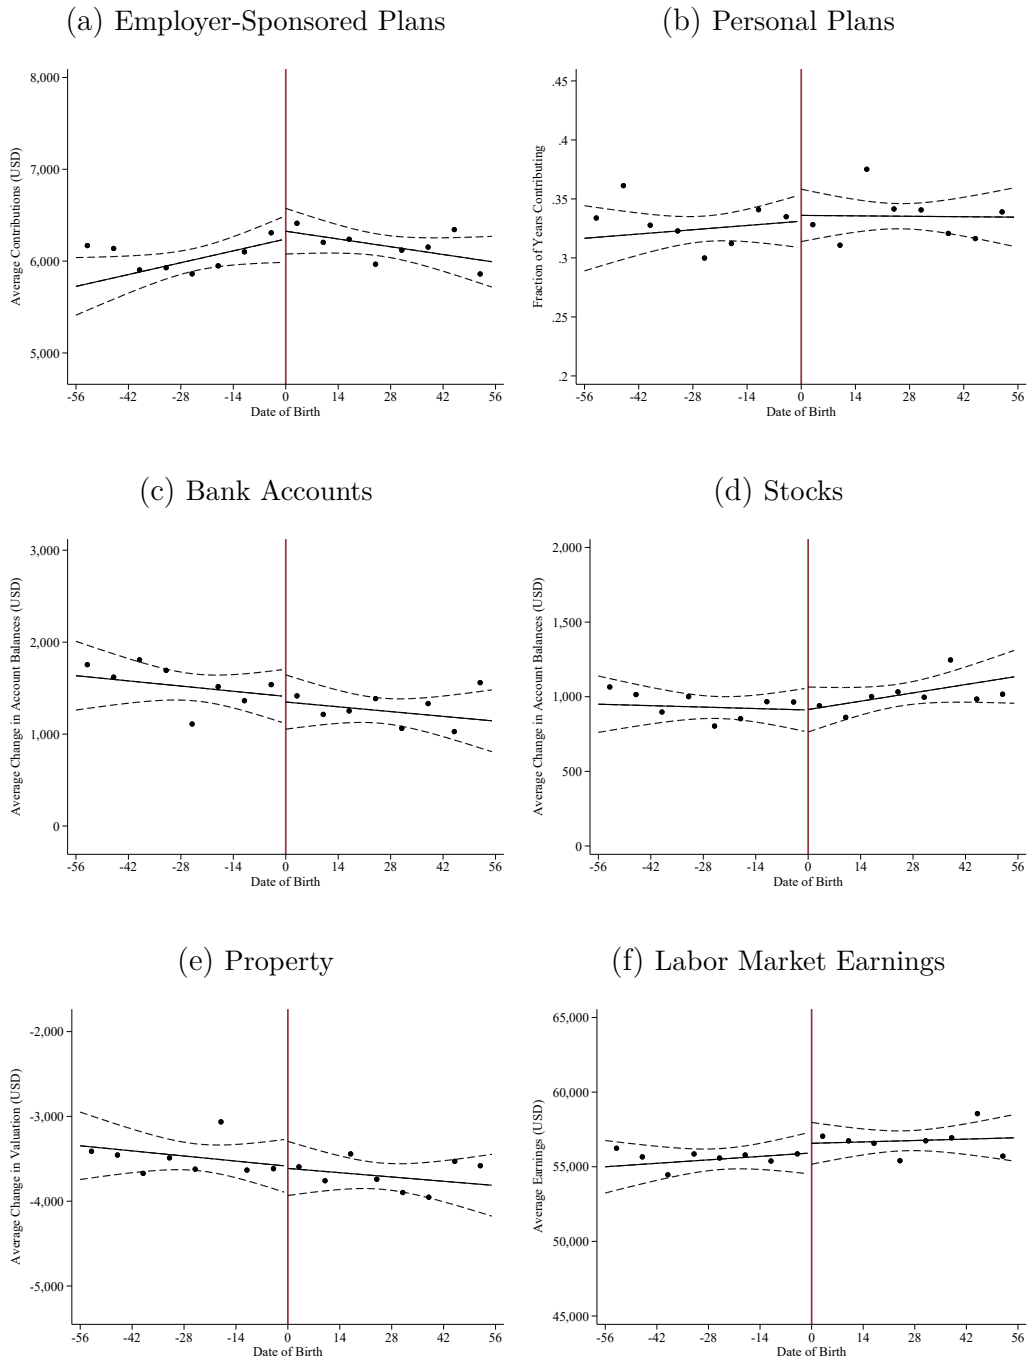 (a) Employer-Sponsored Plans
8,000
7,000
6,000
5,000
Average Contributions (USD)
-56 -42 -28 -14 0 14 28 42 56
Date of Birth
(b) Personal Plans
.45
.4
.35
.3
.25
.2
Fraction of Years Contributing
-56 -42 -28 -14 0 14 28 42 56
Date of Birth
(c) Bank Accounts
3,000
2,000
1,000
0
Average Change in Account Balances (USD)
-56 -42 -28 -14 0 14 28 42 56
Date of Birth
(d) Stocks
2,000
1,500
1,000
500
0
Average Change in Account Balances (USD)
-56 -42 -28 -14 0 14 28 42 56
Date of Birth
(e) Property
-2,000
-3,000
-4,000
-5,000
Average Change in Valuation (USD)
-56 -42 -28 -14 0 14 28 42 56
Date of Birth
(f) Labor Market Earnings
65,000
60,000
55,000
50,000
45,000
Average Earnings (USD)
-56 -42 -28 -14 0 14 28 42 56
Date of Birth